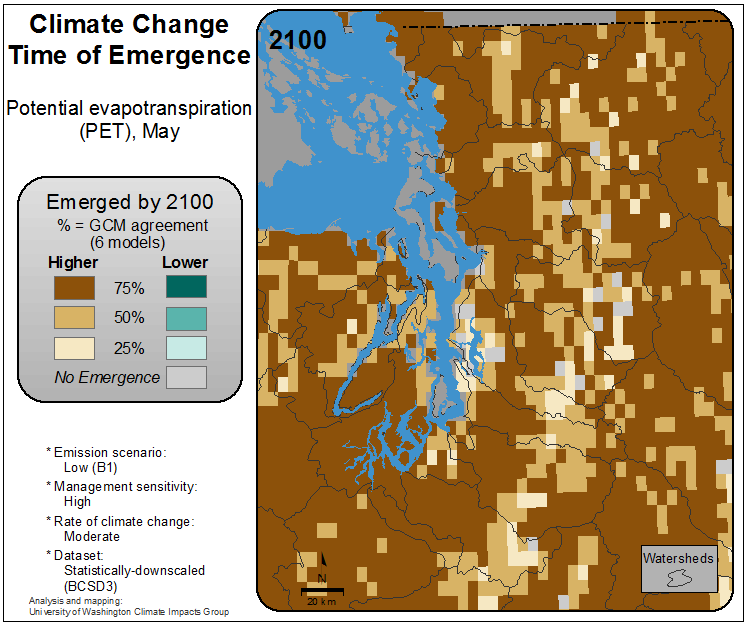 Climate Change
Time of Emergence
Potential evapotranspiration
(PET), May
Emerged by 2100
% = GCM agreement
(6 models)
Higher
Lower
75%
50%
25%
No Emergence
* Emission scenario:
Low (B1)
* Management sensitivity:
High
* Rate of climate change:
Moderate
* Dataset:
Statistically-downscaled
(BCSD3)
Analysis and mapping:
University of Washington Climate Impacts Group
2100
N
20 km
Watersheds